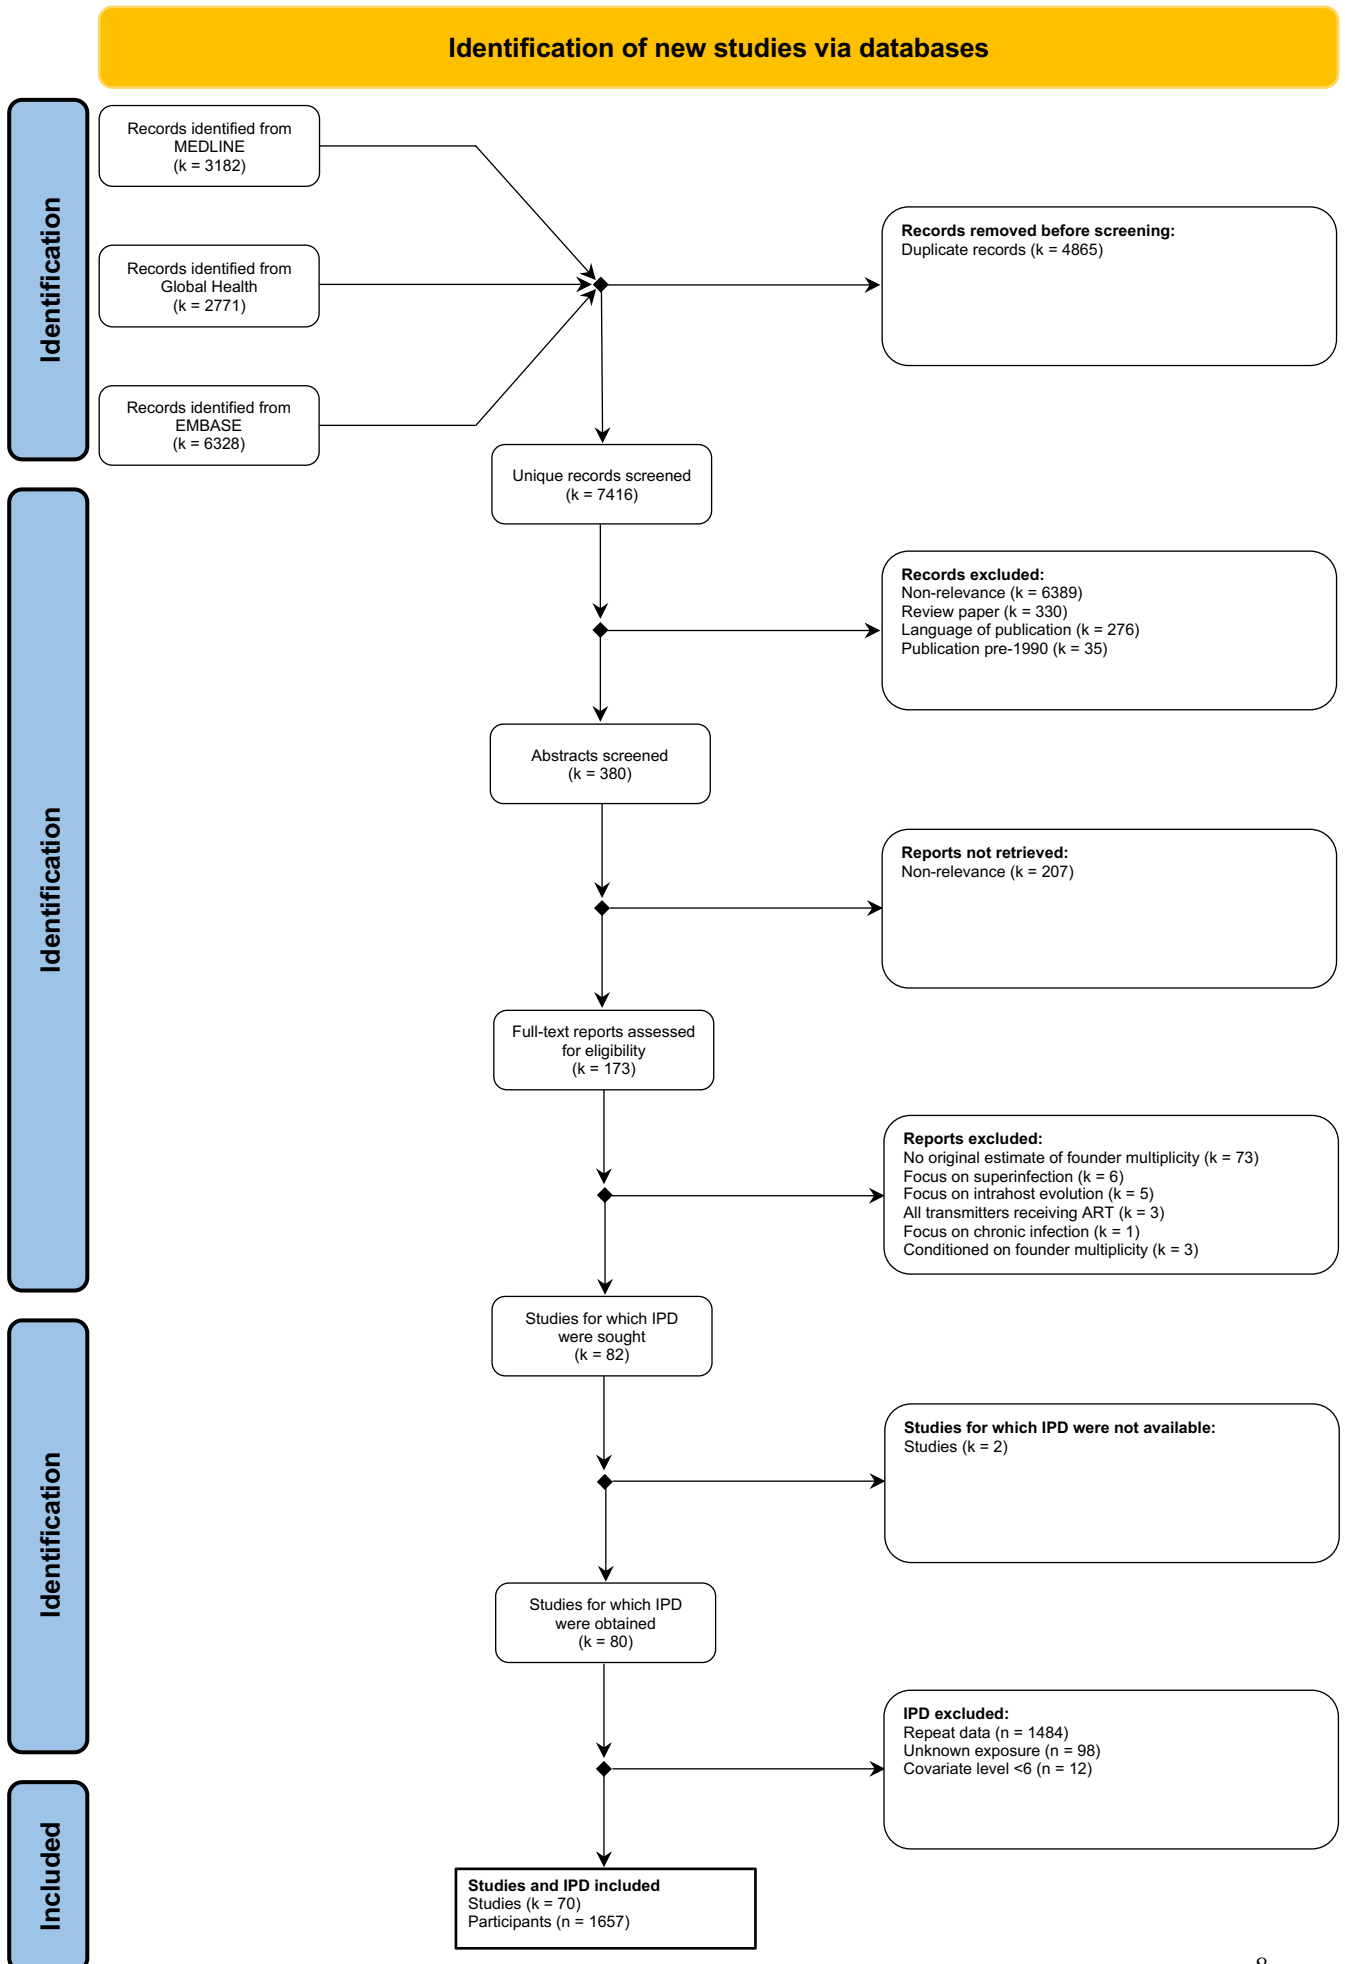 Identification of new studies via databases
Identification
Records identified from
MEDLINE
(k = 3182)
Records identified from
Global Health
(k = 2771)
Records identified from
EMBASE
(k = 6328)
Records removed before screening:
Duplicate records (k = 4865)
Unique records screened
(k = 7416)
Identification
Records excluded:
Non-relevance (k = 6389)
Review paper (k = 330)
Language of publication (k = 276)
Publication pre-1990 (k = 35)
Abstracts screened
(k = 380)
Reports not retrieved:
Non-relevance (k = 207)
Full-text reports assessed
for eligibility
(k = 173)
Reports excluded:
No original estimate of founder multiplicity (k = 73)
Focus on superinfection (k = 6)
Focus on intrahost evolution (k = 5)
All transmitters receiving ART (k = 3)
Focus on chronic infection (k = 1)
Conditioned on founder multiplicity (k = 3)
Studies for which IPD
were sought
(k = 82)
Identification
Studies for which IPD were not available:
Studies (k = 2)
Studies for which IPD
were obtained
(k = 80)
IPD excluded:
Repeat data (n = 1484)
Unknown exposure (n = 98)
Covariate level <6 (n = 12)
Included
Studies and IPD included
Studies (k = 70)
Participants (n = 1657)